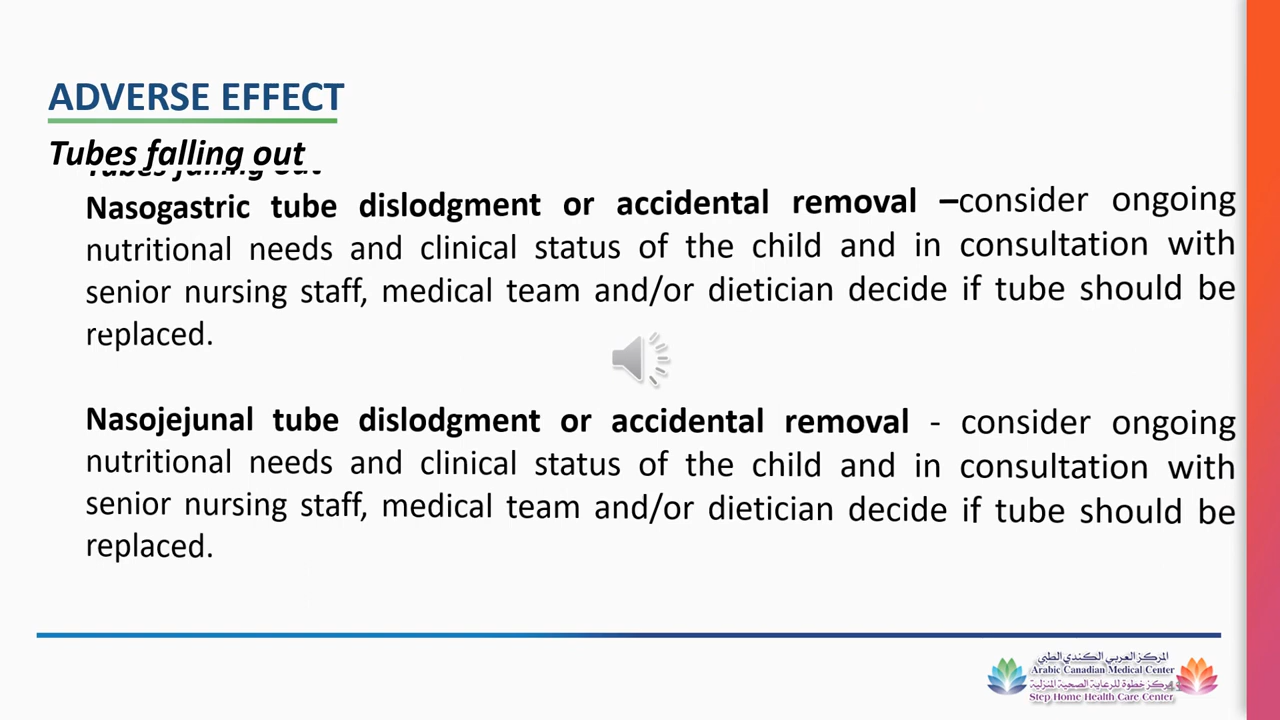 ADVERSE EFFECT
Tubes falling out
Nasogastric tube dislodgment or accidental removal –consider ongoing
nutritional needs and clinical status of the child and in consultation with
senior nursing staff, medical team and/or dietician decide if tube should be
replaced.
Nasojejunal tube dislodgment or accidental removal - consider ongoing
nutritional needs and clinical status of the child and in consultation with
senior nursing staff, medical team and/or dietician decide if tube should be
replaced.
المركز العربي الكندي الطبي
Arabic Canadian Medical Center
مركز خطوة للرعاية الصحية المنزلية
Step Home Health Care Center